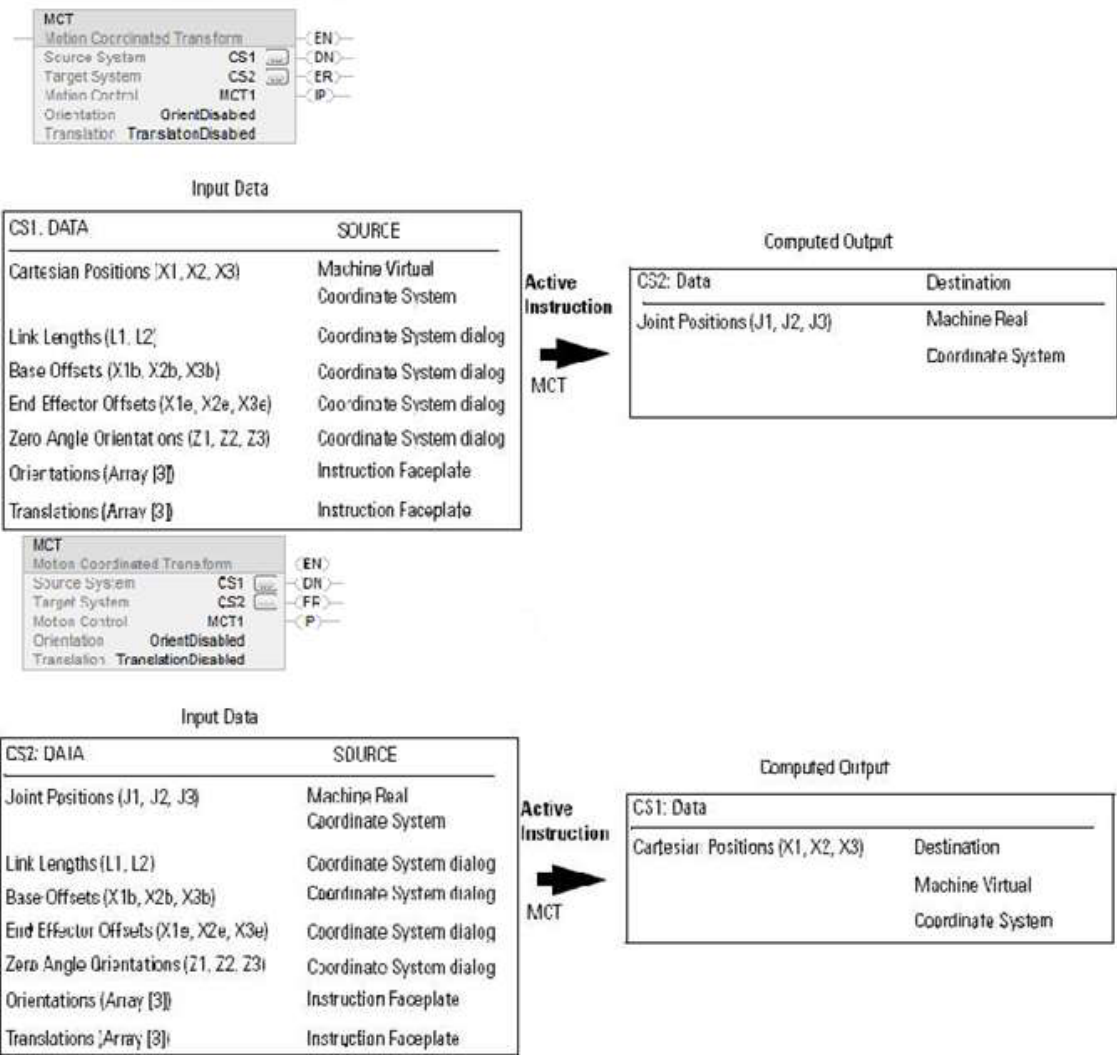 MCT
Motion Coordinated Transform
EN
Source System CS1 ... DN
Target System CS2 ... ER
Motion Control MCT1 IP
Orientation OrientDisabled
Translation TranslatonDisabled
Input Data
CS1. DATA SOURCE
Cartesian Positions (X1, X2, X3) Machine Virtual
Coordinate System
Link Lengths (L1, L2) Coordinate System dialog
Base Offsets (X1b, X2b, X3b) Coordinate System dialog
End Effector Offsets (X1e, X2e, X3e) Coordinate System dialog
Zero Angle Orientations (Z1, Z2, Z3) Coordinate System dialog
Orientations (Array [3]) Instruction Faceplate
Translations (Array [3]) Instruction Faceplate
Active
Instruction
MCT
Computed Output
CS2: Data Destination
Joint Positions (J1, J2, J3) Machine Real
Coordinate System
MCT
Motion Coordinated Transform EN
Source System CS1 ... DN
Target System CS2 ... ER
Motion Control MCT1 IP
Orientation OrientDisabled
Translation TranslationDisabled
Input Data
CS2: DATA SOURCE
Joint Positions (J1, J2, J3) Machine Real
Coordinate System
Link Lengths (L1, L2) Coordinate System dialog
Base Offsets (X1b, X2b, X3b) Coordinate System dialog
End Effector Offsets (X1e, X2e, X3e) Coordinate System dialog
Zero Angle Orientations (Z1, Z2, Z3) Coordinate System dialog
Orientations (Array [3]) Instruction Faceplate
Translations (Array [3]) Instruction Faceplate
Active
Instruction
MCT
Computed Output
CS1: Data
Cartesian Positions (X1, X2, X3) Destination
Machine Virtual
Coordinate System